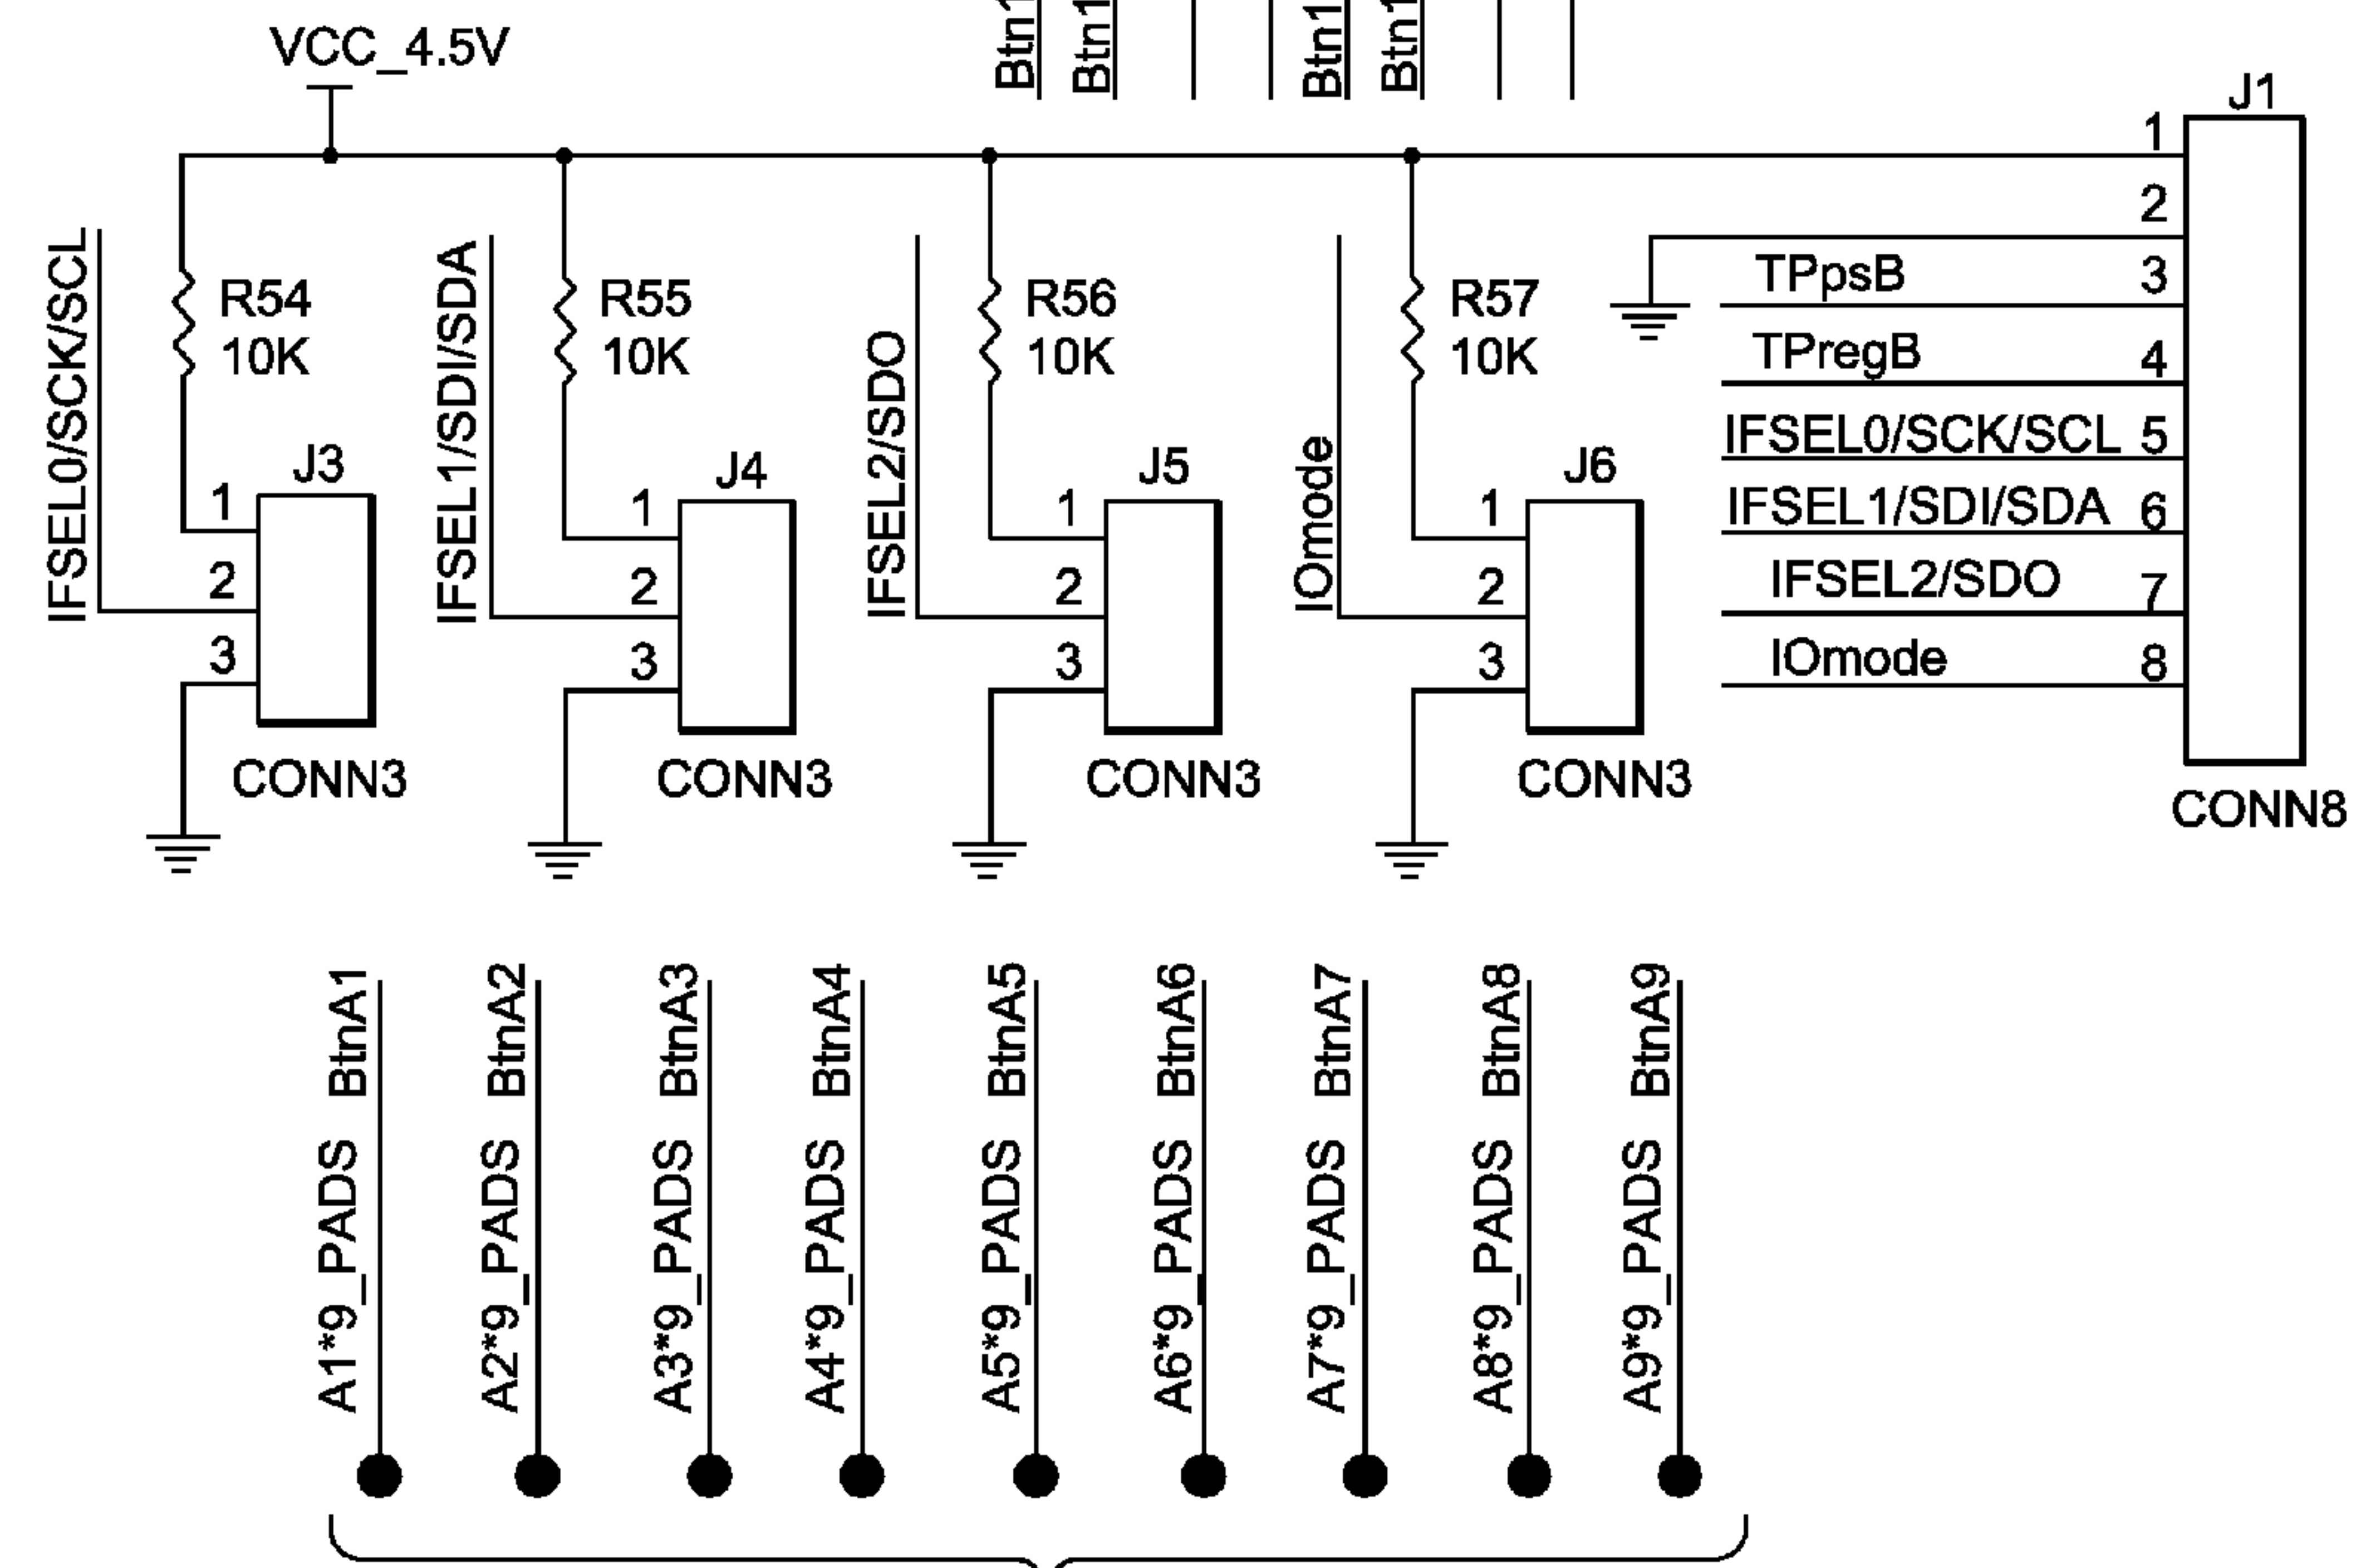 Btn1
Btn1
Btn1
Btn1
VCC_4.5V
J1
1
2
TPpsB 3
TPregB 4
IFSEL0/SCK/SCL 5
IFSEL1/SDI/SDA 6
IFSEL2/SDO 7
IOmode 8
CONN8
IFSEL0/SCK/SCL
R54
10K
J3
1
2
3
CONN3
IFSEL1/SDI/SDA
R55
10K
J4
1
2
3
CONN3
IFSEL2/SDO
R56
10K
J5
1
2
3
CONN3
IOmode
R57
10K
J6
1
2
3
CONN3
A1*9_PADS BtnA1
A2*9_PADS BtnA2
A3*9_PADS BtnA3
A4*9_PADS BtnA4
A5*9_PADS BtnA5
A6*9_PADS BtnA6
A7*9_PADS BtnA7
A8*9_PADS BtnA8
A9*9_PADS BtnA9